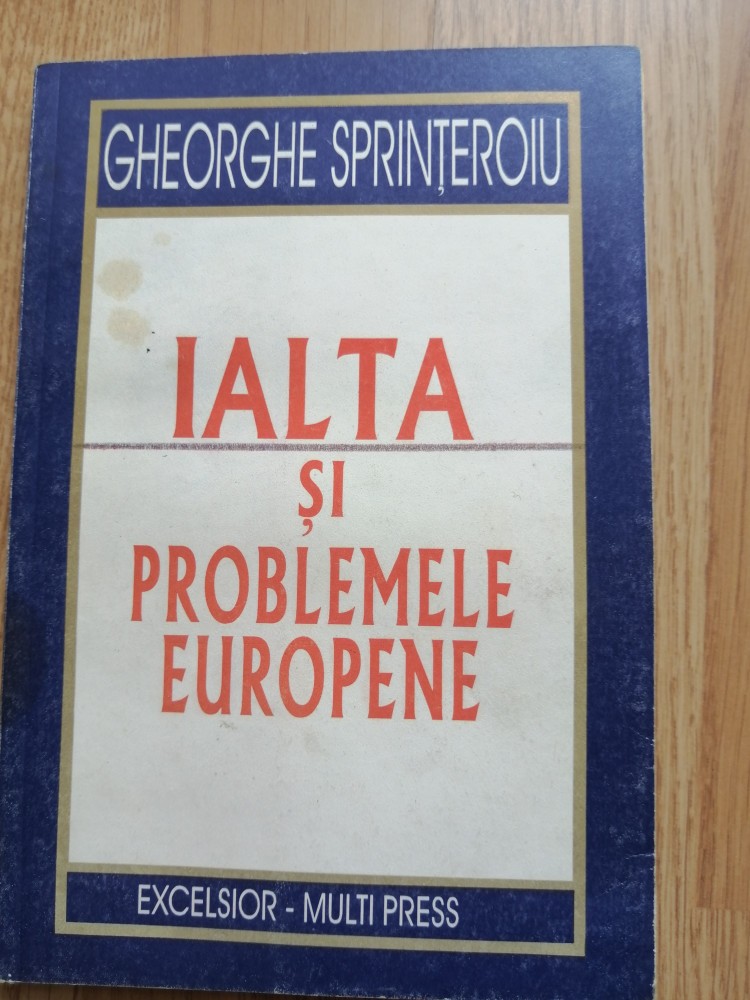 GHEORGHE SPRINȚEROIU
IALTA
ȘI
PROBLEMELE
EUROPENE
EXCELSIOR - MULTI PRESS